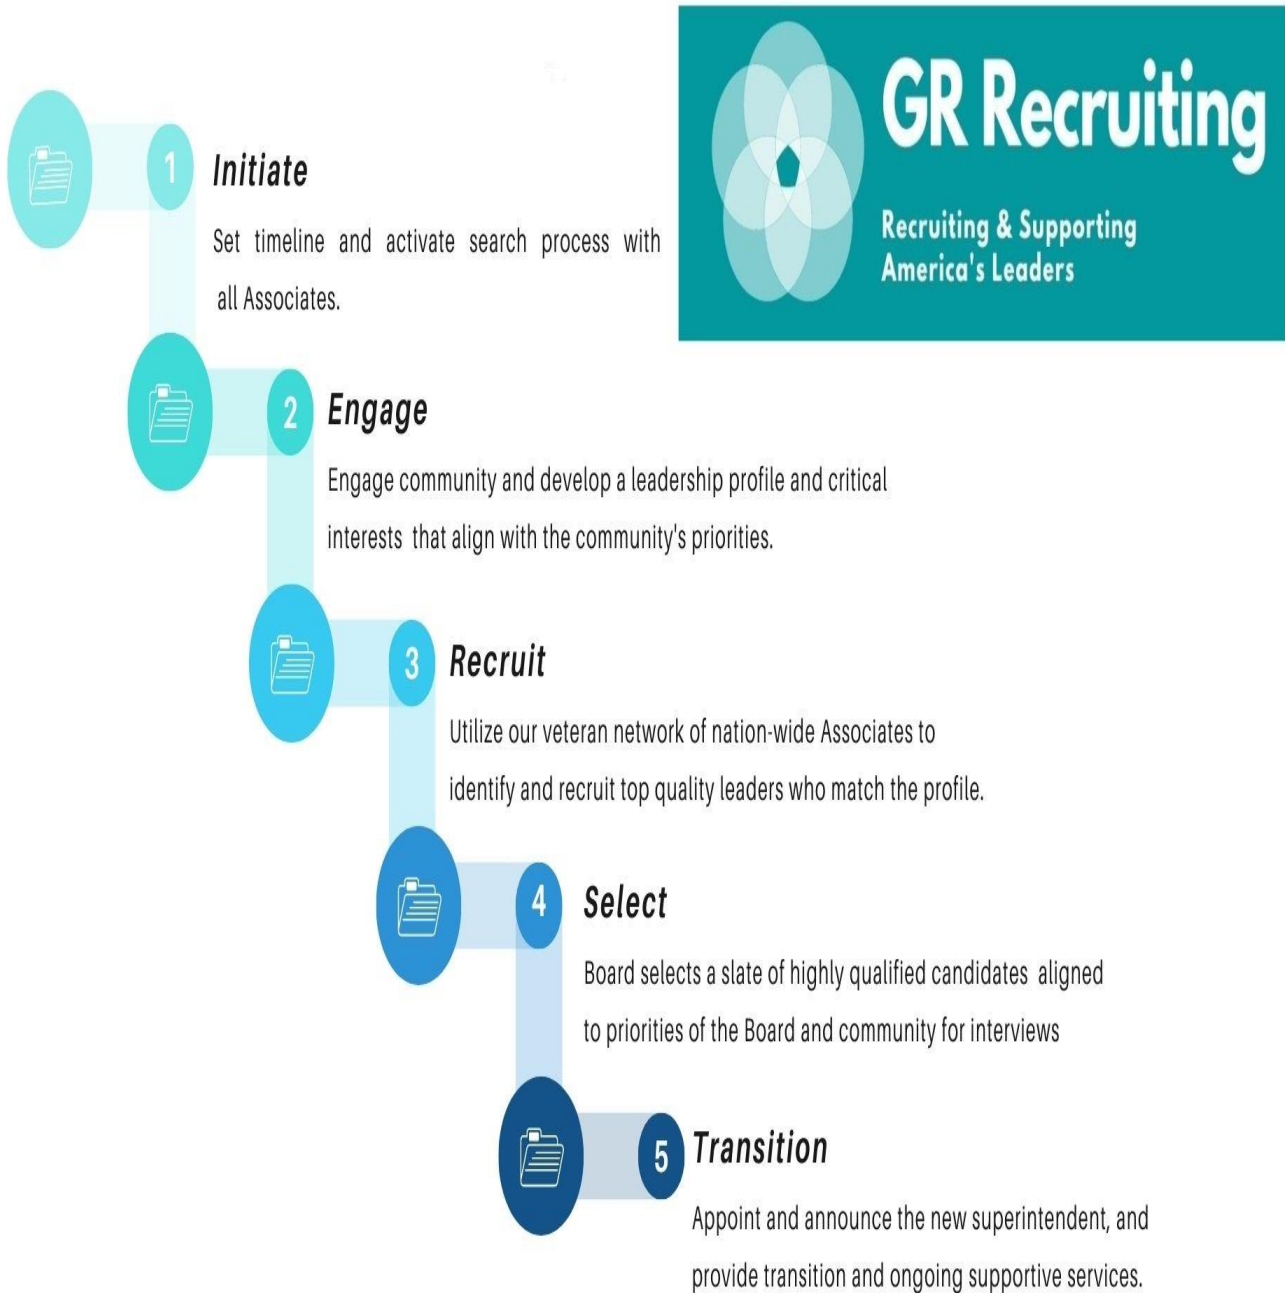 GR Recruiting
Recruiting & Supporting
America's Leaders
1 Initiate
Set timeline and activate search process with
all Associates.
2 Engage
Engage community and develop a leadership profile and critical
interests that align with the community's priorities.
3 Recruit
Utilize our veteran network of nation-wide Associates to
identify and recruit top quality leaders who match the profile.
4 Select
Board selects a slate of highly qualified candidates aligned
to priorities of the Board and community for interviews
5 Transition
Appoint and announce the new superintendent, and
provide transition and ongoing supportive services.